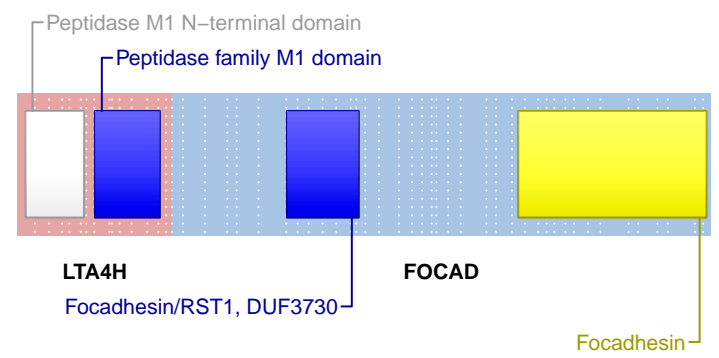 Peptidase M1 N−terminal domain
Peptidase family M1 domain
LTA4H FOCAD
Focadhesin/RST1, DUF3730
Focadhesin